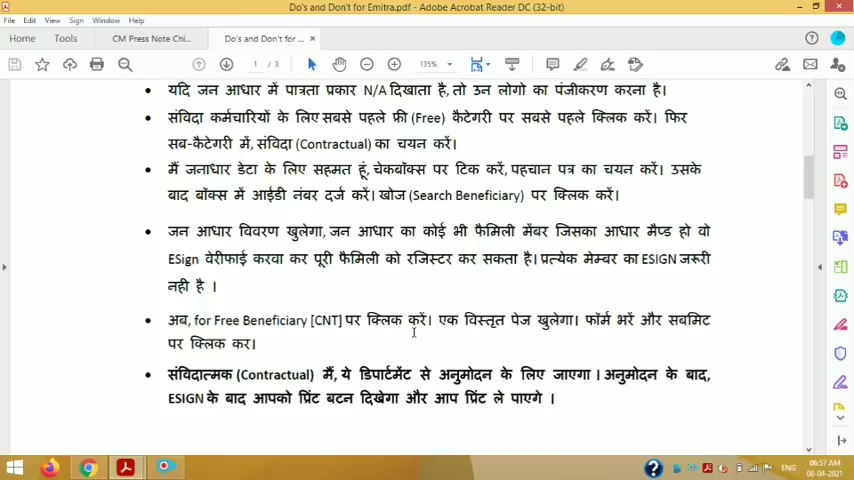 Do's and Don't for Emitra.pdf - Adobe Acrobat Reader DC (32-bit)
File Edit View Sign Window Help
Home Tools CM Press Note Chi... Do's and Don't for ... ×
1 / 3 135%
• यदि जन आधार में पात्रता प्रकार N/A दिखाता है, तो उन लोगो का पंजीकरण करना है।
• संविदा कर्मचारियों के लिए सबसे पहले फ्री (Free) कैटेगरी पर सबसे पहले क्लिक करें। फिर
सब-कैटेगरी में, संविदा (Contractual) का चयन करें।
• मैं जनाधार डेटा के लिए सहमत हूं, चेकबॉक्स पर टिक करें, पहचान पत्र का चयन करें। उसके
बाद बॉक्स में आईडी नंबर दर्ज करें। खोज (Search Beneficiary) पर क्लिक करें।
• जन आधार विवरण खुलेगा, जन आधार का कोई भी फैमिली मेंबर जिसका आधार मैप्ड हो वो
ESign वेरीफाई करवा कर पूरी फैमिली को रजिस्टर कर सकता है। प्रत्येक मेम्बर का ESIGN जरूरी
नही है ।
• अब, for Free Beneficiary [CNT] पर क्लिक करें। एक विस्तृत पेज खुलेगा। फॉर्म भरें और सबमिट
पर क्लिक कर।
• संविदात्मक (Contractual) मैं, ये डिपार्टमेंट से अनुमोदन के लिए जाएगा । अनुमोदन के बाद,
ESIGN के बाद आपको प्रिंट बटन दिखेगा और आप प्रिंट ले पाएगे ।
ENG 06:57 AM
08-04-2021